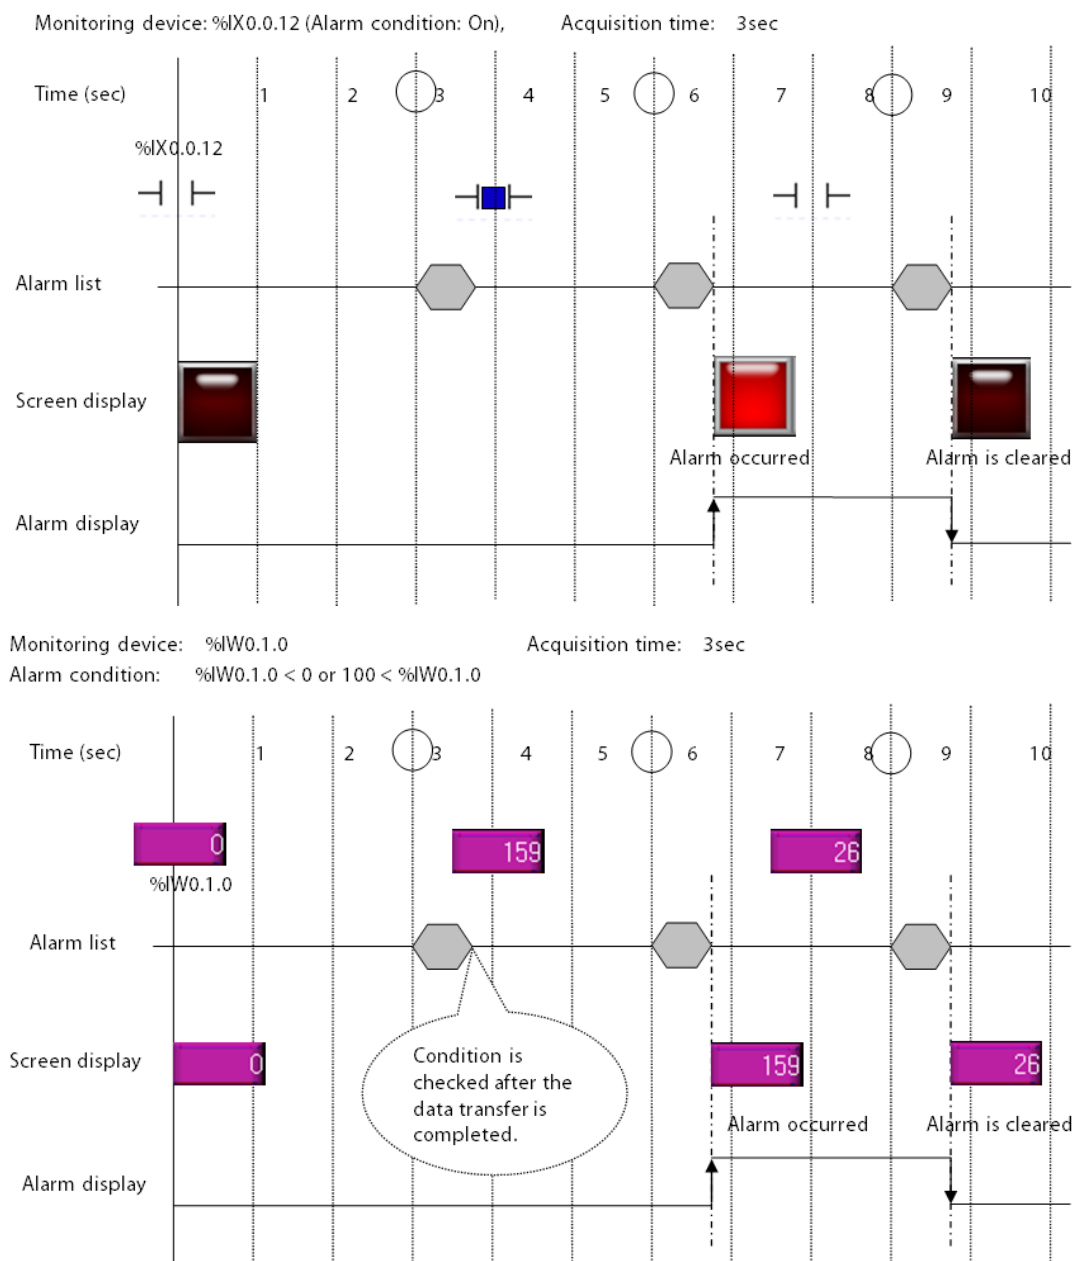 Monitoring device: %IX0.0.12 (Alarm condition: On), Acquisition time: 3sec
Time (sec) 1 2 3 4 5 6 7 8 9 10
%IX0.0.12
Alarm list
Screen display
Alarm occurred Alarm is cleared
Alarm display
Monitoring device: %IW0.1.0 Acquisition time: 3sec
Alarm condition: %IW0.1.0 < 0 or 100 < %IW0.1.0
Time (sec) 1 2 3 4 5 6 7 8 9 10
0 159 26
%IW0.1.0
Alarm list
Condition is
checked after the
data transfer is
completed.
Screen display 0 159 26
Alarm occurred Alarm is cleared
Alarm display